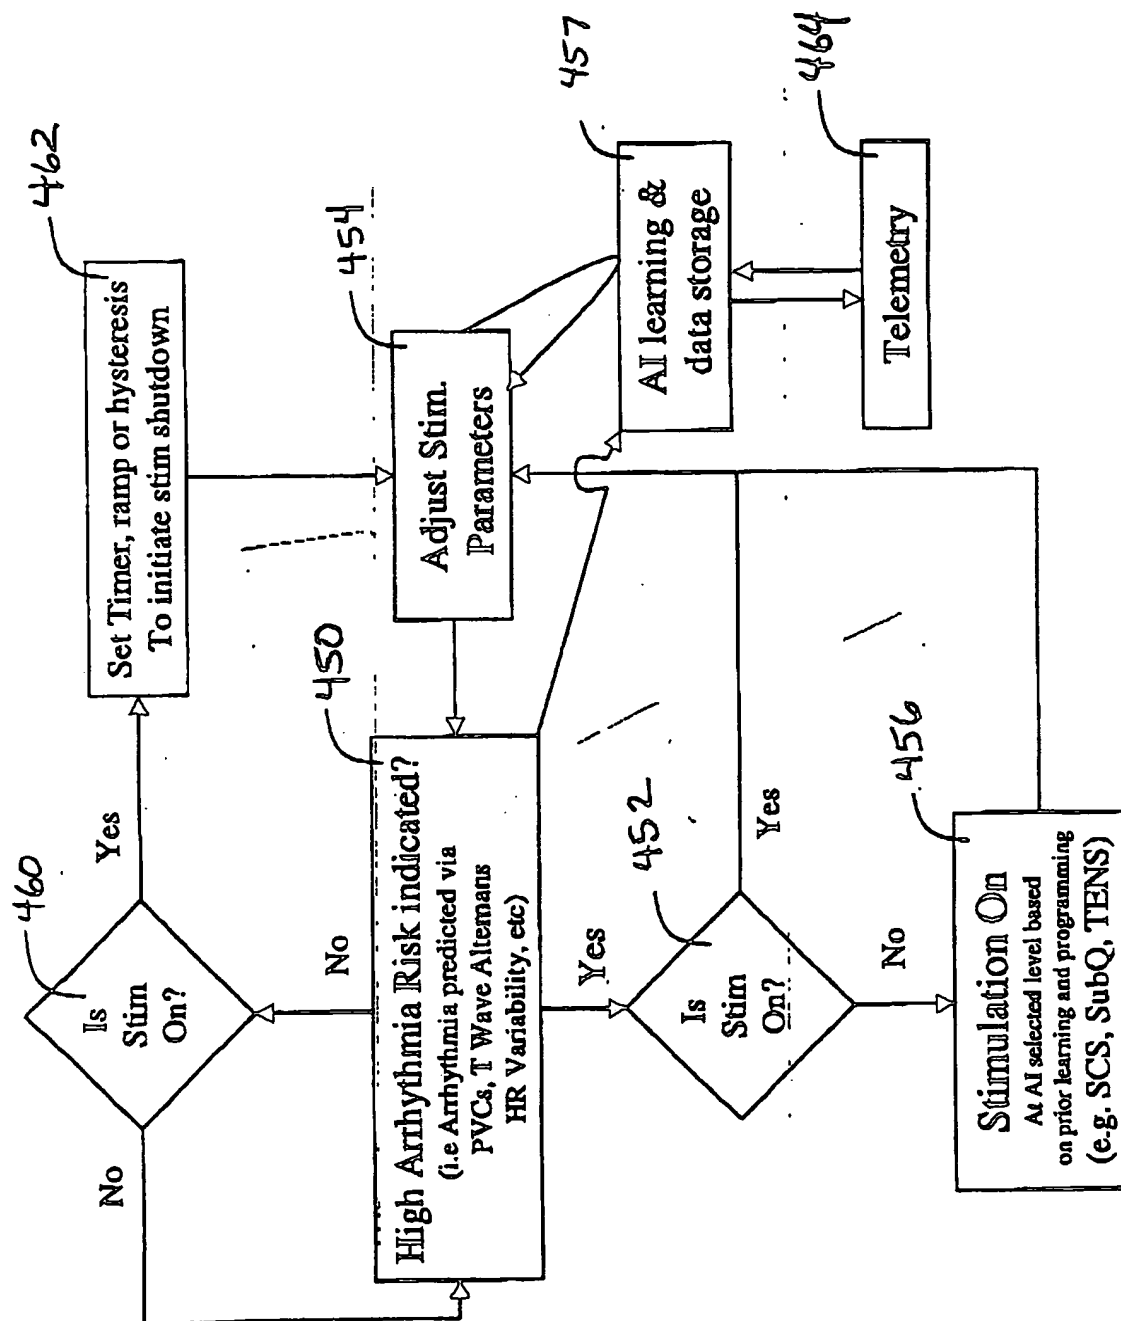 462
Set Timer, ramp or hysteresis
To initiate stim shutdown
460
Is
Stim
On?
Yes
No
No
454
Adjust Stim.
Parameters
450
High Arrhythmia Risk indicated?
(i.e Arrhythmia predicted via
PVCs, T Wave Alternans
HR Variability, etc)
457
AI learning &
data storage
464
Telemetry
Yes
452
Is
Stim
On?
Yes
No
456
Stimulation On
At AI selected level based
on prior learning and programming
(e.g. SCS, SubQ, TENS)